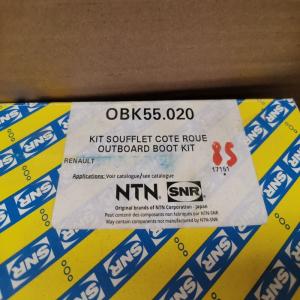 OBK55.020
KIT SOUFFLET COTE ROUE
OUTBOARD BOOT KIT
RENAULT
85
17151
Applications: Voir catalogue/see catalogue
NTN SNR
Original brands of NTN Corporation - Japan
Peut contenir des composants non fabriqués par NTN-SNR
May contain components not manufactured by NTN-SNR
SNR
SNR
SNR